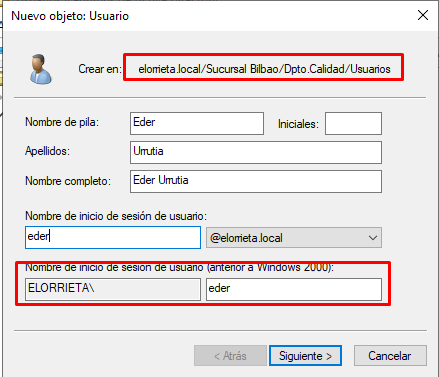 Nuevo objeto: Usuario
Crear en: elorrieta.local/Sucursal Bilbao/Dpto.Calidad/Usuarios
Nombre de pila: Eder Iniciales:
Apellidos: Urrutia
Nombre completo: Eder Urrutia
Nombre de inicio de sesión de usuario:
eder @elorrieta.local
Nombre de inicio de sesión de usuario (anterior a Windows 2000):
ELORRIETA\ eder
< Atrás Siguiente > Cancelar